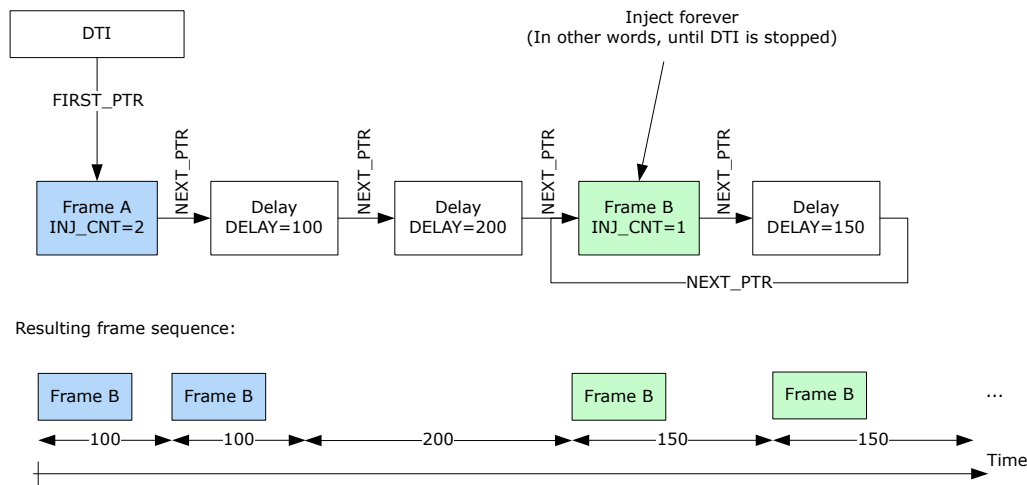 DTI
Inject forever
(In other words, until DTI is stopped)
FIRST_PTR
NEXT_PTR
NEXT_PTR
NEXT_PTR
NEXT_PTR
Frame A
INJ_CNT=2
Delay
DELAY=100
Delay
DELAY=200
Frame B
INJ_CNT=1
Delay
DELAY=150
NEXT_PTR
Resulting frame sequence:
Frame B
Frame B
Frame B
Frame B
...
100
100
200
150
150
Time